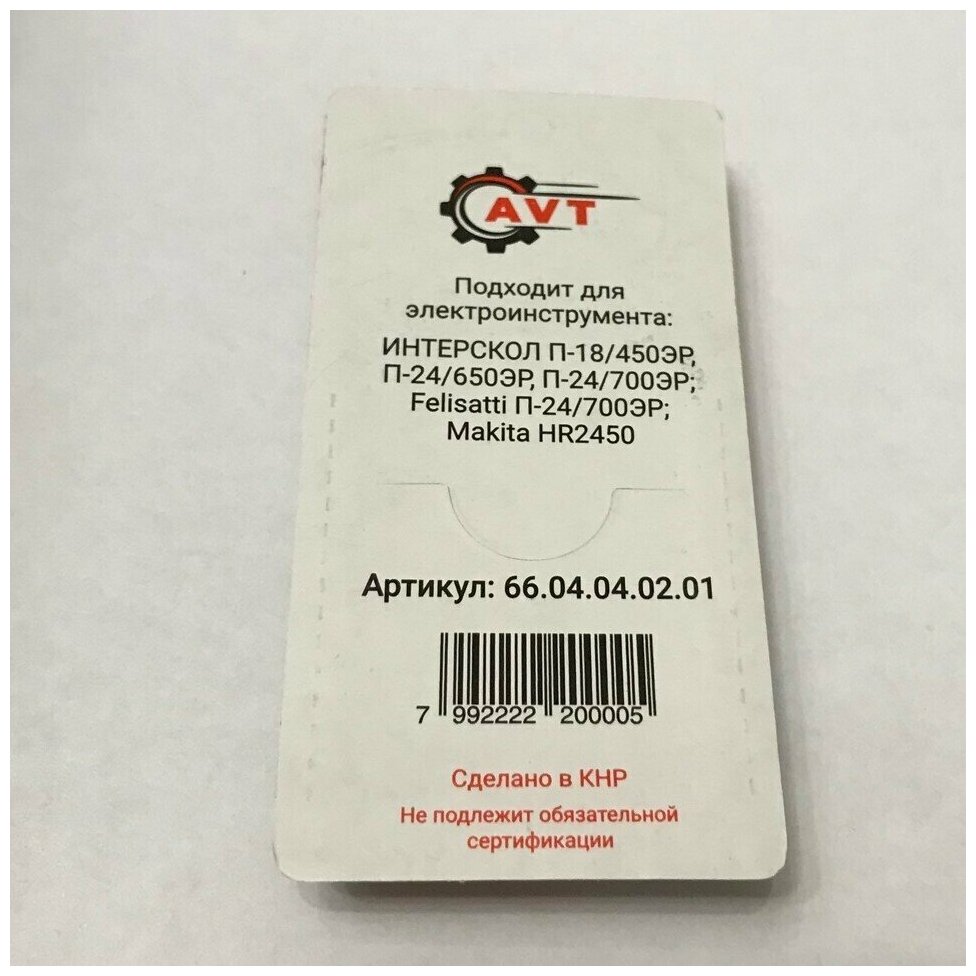 AVT
Подходит для
электроинструмента:
ИНТЕРСКОЛ П-18/450ЭР,
П-24/650ЭР, П-24/700ЭР;
Felisatti П-24/700ЭР;
Makita HR2450
Артикул: 66.04.04.02.01
7 992222 200005
Сделано в КНР
Не подлежит обязательной
сертификации